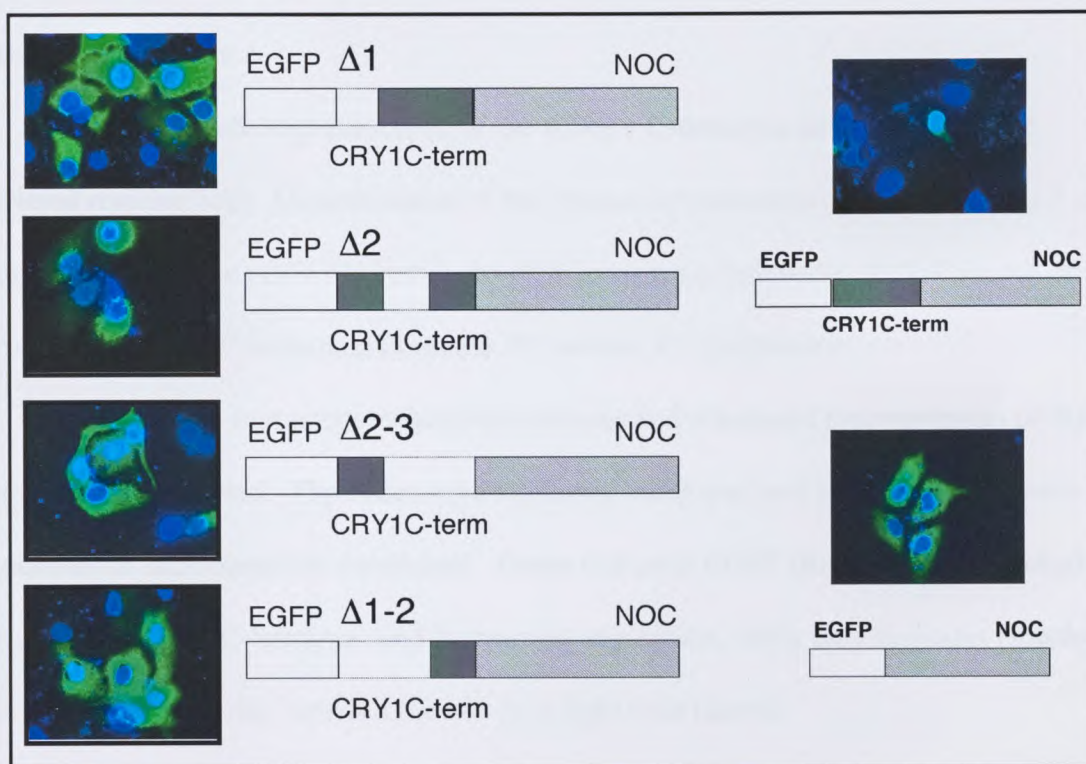 EGFP Δ1 NOC
CRY1C-term
EGFP Δ2 NOC
CRY1C-term
EGFP Δ2-3 NOC
CRY1C-term
EGFP Δ1-2 NOC
CRY1C-term
EGFP NOC
CRY1C-term
EGFP NOC